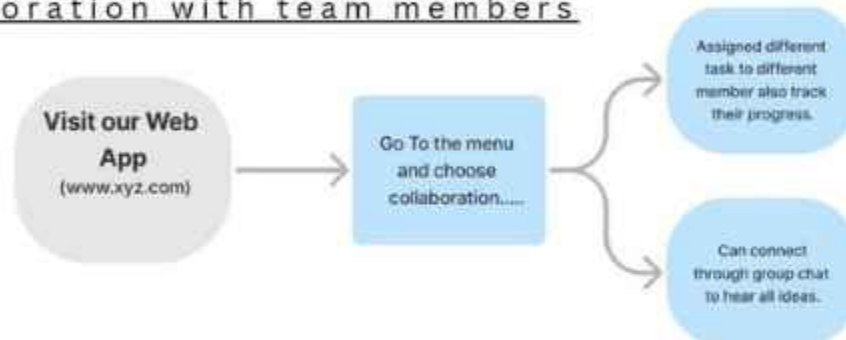 oration with team members
Visit our Web
App
(www.xyz.com)
Go To the menu
and choose
collaboration.....
Assigned different
task to different
member also track
their progress.
Can connect
through group chat
to hear all ideas.